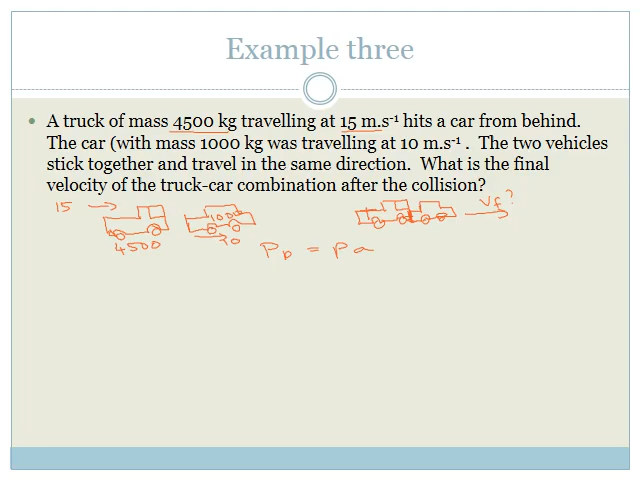 Example three
• A truck of mass 4500 kg travelling at 15 m.s⁻¹ hits a car from behind.
The car (with mass 1000 kg was travelling at 10 m.s⁻¹ . The two vehicles
stick together and travel in the same direction. What is the final
velocity of the truck-car combination after the collision?
15 → 1000 Vf?
4500 10 Pb = Pa